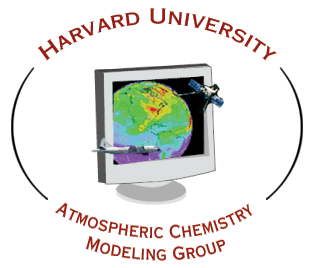 HARVARD UNIVERSITY
ATMOSPHERIC CHEMISTRY
MODELING GROUP